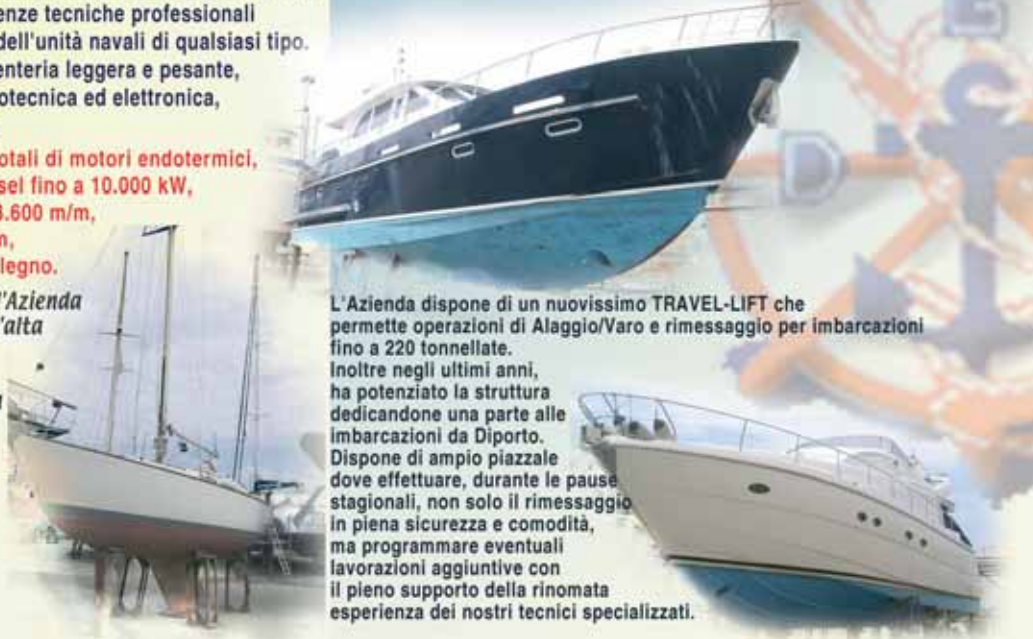 enze tecniche professionali
dell'unità navali di qualsiasi tipo.
enteria leggera e pesante,
otecnica ed elettronica,
otali di motori endotermici,
sel fino a 10.000 kW,
.600 m/m,
m,
legno.
l'Azienda
'alta
L'Azienda dispone di un nuovissimo TRAVEL-LIFT che
permette operazioni di Alaggio/Varo e rimessaggio per imbarcazioni
fino a 220 tonnellate.
Inoltre negli ultimi anni,
ha potenziato la struttura
dedicandone una parte alle
imbarcazioni da Diporto.
Dispone di ampio piazzale
dove effettuare, durante le pause
stagionali, non solo il rimessaggio
in piena sicurezza e comodità,
ma programmare eventuali
lavorazioni aggiuntive con
il pieno supporto della rinomata
esperienza dei nostri tecnici specializzati.
D